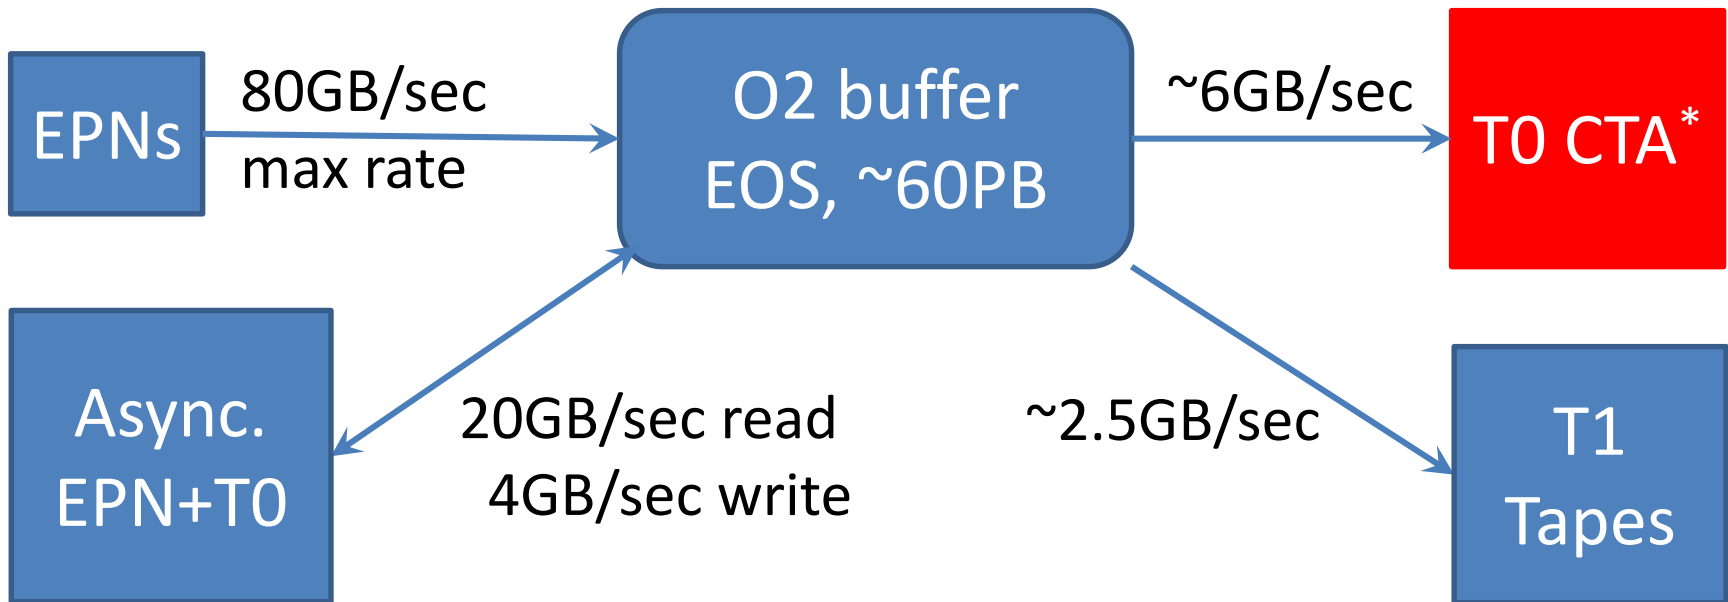 EPNs
80GB/sec
max rate
O2 buffer
EOS, ~60PB
~6GB/sec
T0 CTA*
Async.
EPN+T0
20GB/sec read
4GB/sec write
~2.5GB/sec
T1
Tapes